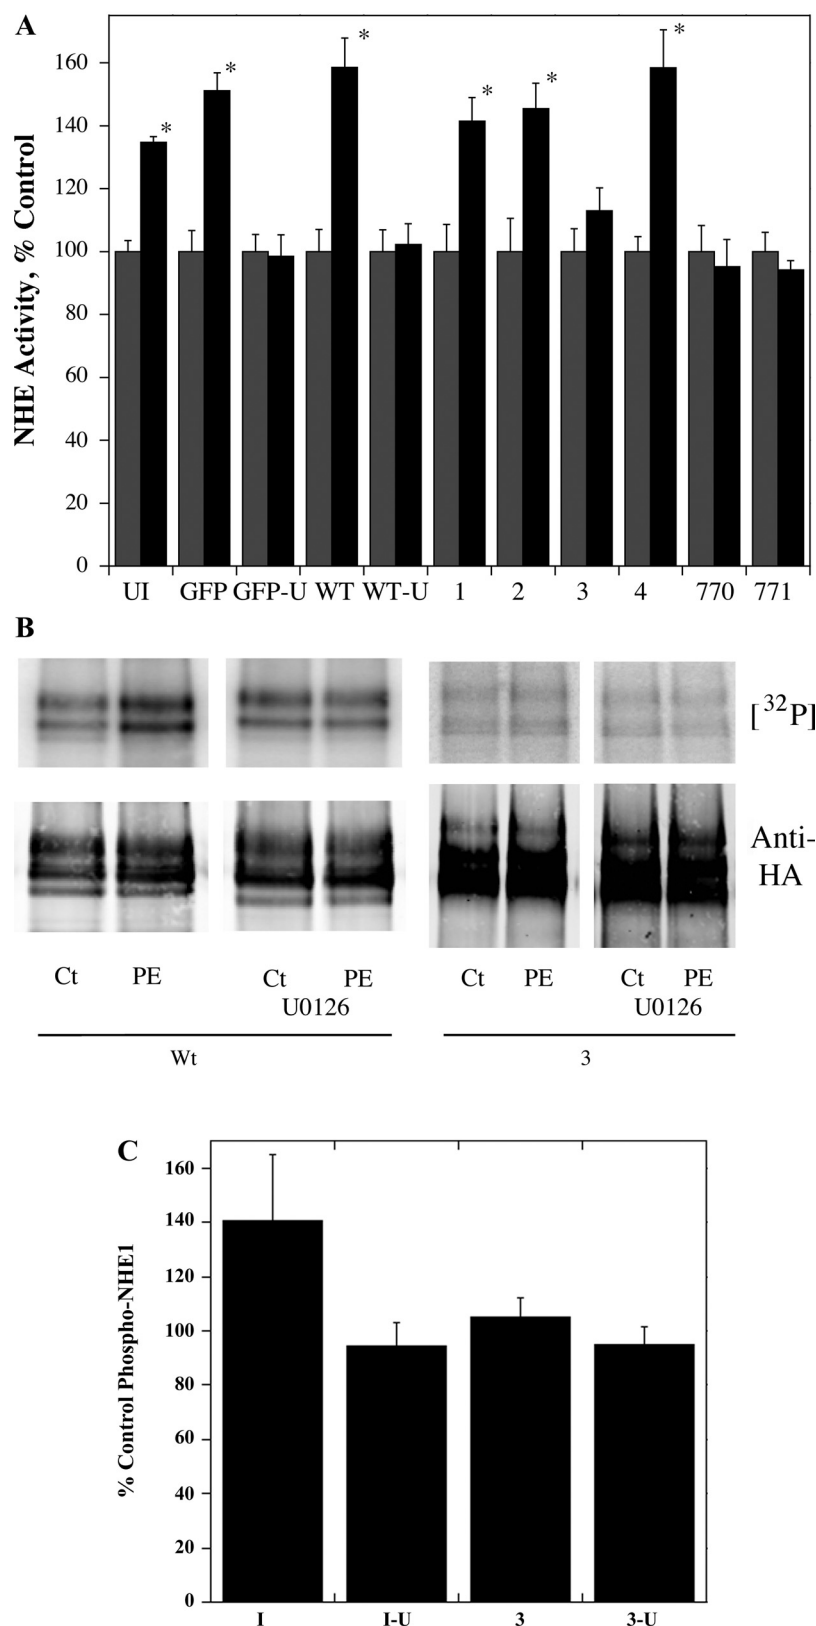 A
NHE Activity, % Control
160
140
120
100
80
60
40
20
0
*
*
*
*
*
*
UI GFP GFP-U WT WT-U 1 2 3 4 770 771
B
[32P]
Anti-
HA
Ct PE Ct PE Ct PE Ct PE
U0126 U0126
Wt 3
C
% Control Phospho-NHE1
160
140
120
100
80
60
40
20
0
I I-U 3 3-U